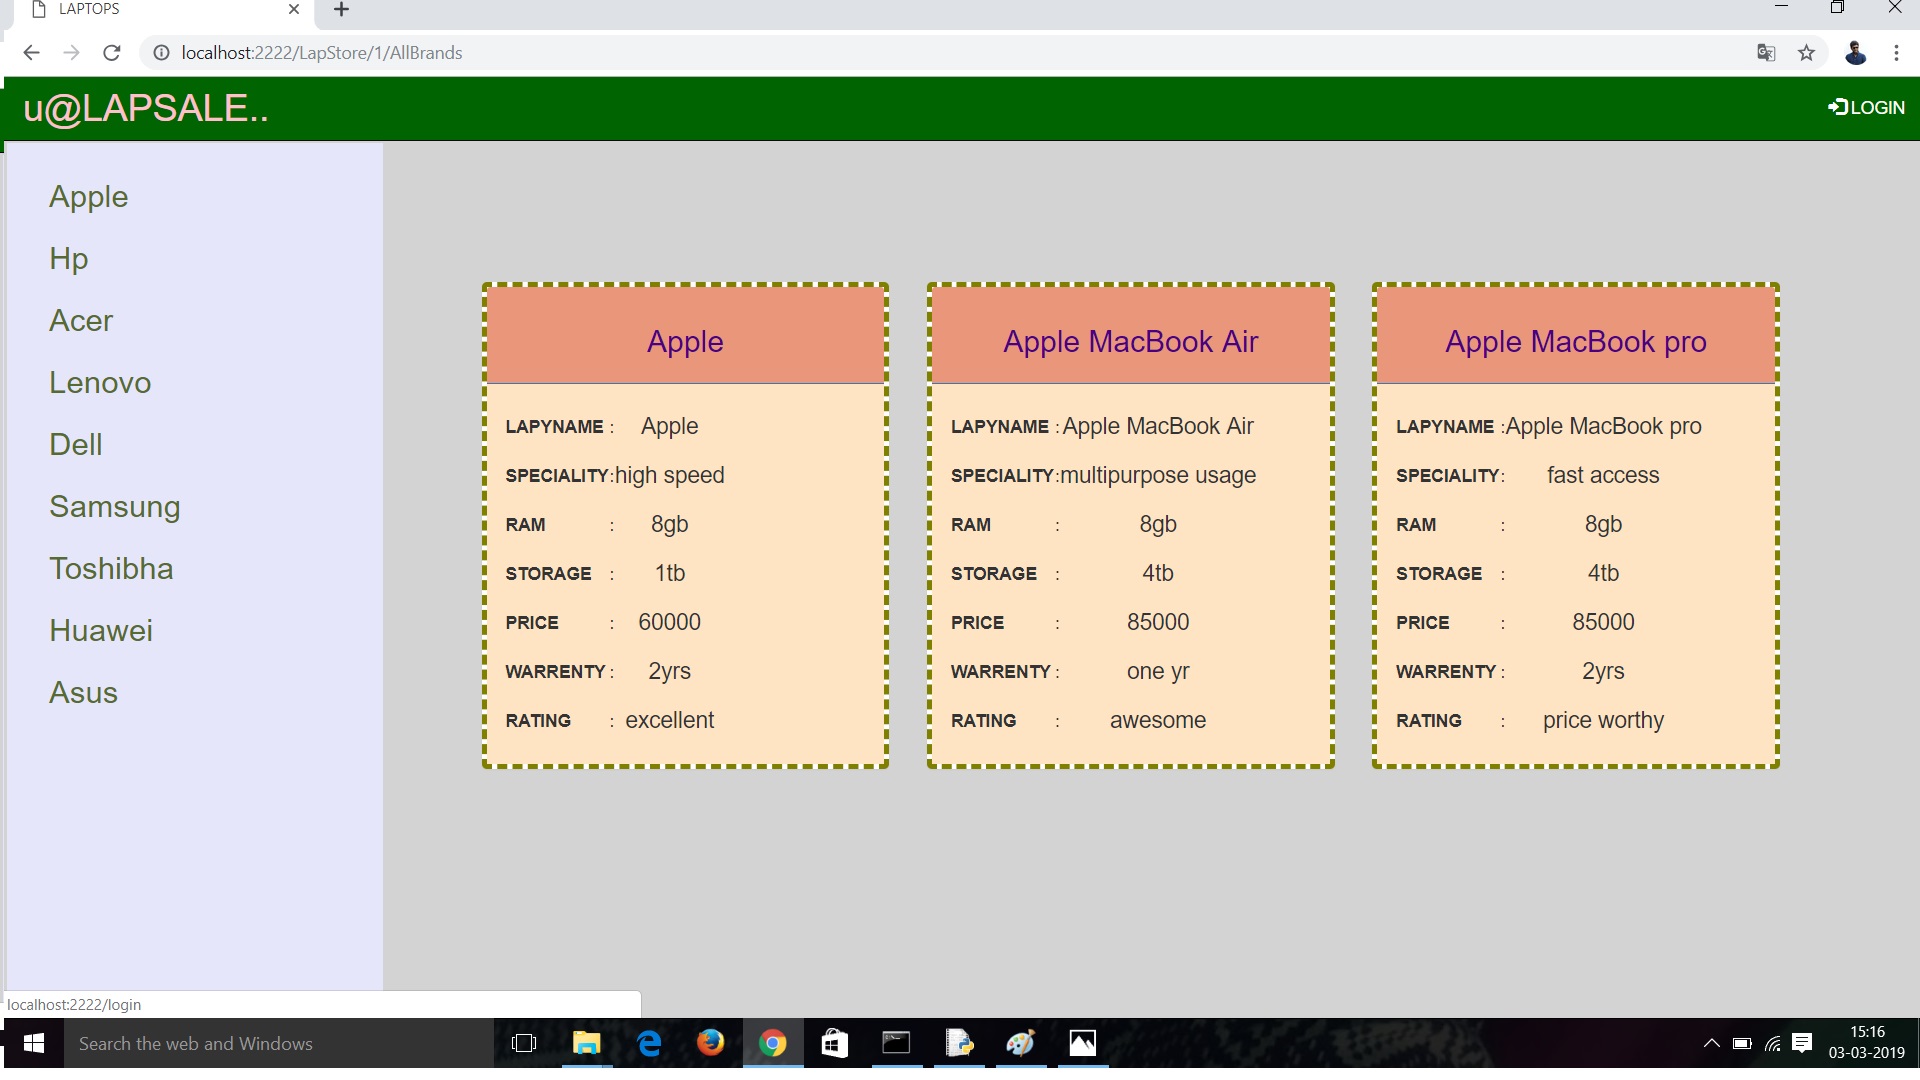 LAPTOPS
localhost:2222/LapStore/1/AllBrands
u@LAPSALE..
LOGIN
Apple
Hp
Acer
Lenovo
Dell
Samsung
Toshibha
Huawei
Asus
Apple
LAPYNAME : Apple
SPECIALITY: high speed
RAM : 8gb
STORAGE : 1tb
PRICE : 60000
WARRENTY : 2yrs
RATING : excellent
Apple MacBook Air
LAPYNAME : Apple MacBook Air
SPECIALITY: multipurpose usage
RAM : 8gb
STORAGE : 4tb
PRICE : 85000
WARRENTY : one yr
RATING : awesome
Apple MacBook pro
LAPYNAME : Apple MacBook pro
SPECIALITY: fast access
RAM : 8gb
STORAGE : 4tb
PRICE : 85000
WARRENTY : 2yrs
RATING : price worthy
localhost:2222/login
Search the web and Windows
15:16
03-03-2019